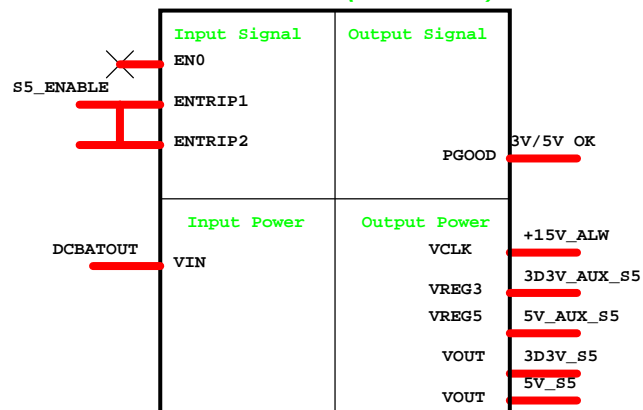 Input Signal Output Signal
EN0
S5_ENABLE
ENTRIP1
ENTRIP2
3V/5V OK
PGOOD
Input Power Output Power
+15V_ALW
DCBATOUT
VCLK
VIN
3D3V_AUX_S5
VREG3
VREG5 5V_AUX_S5
VOUT 3D3V_S5
5V_S5
VOUT